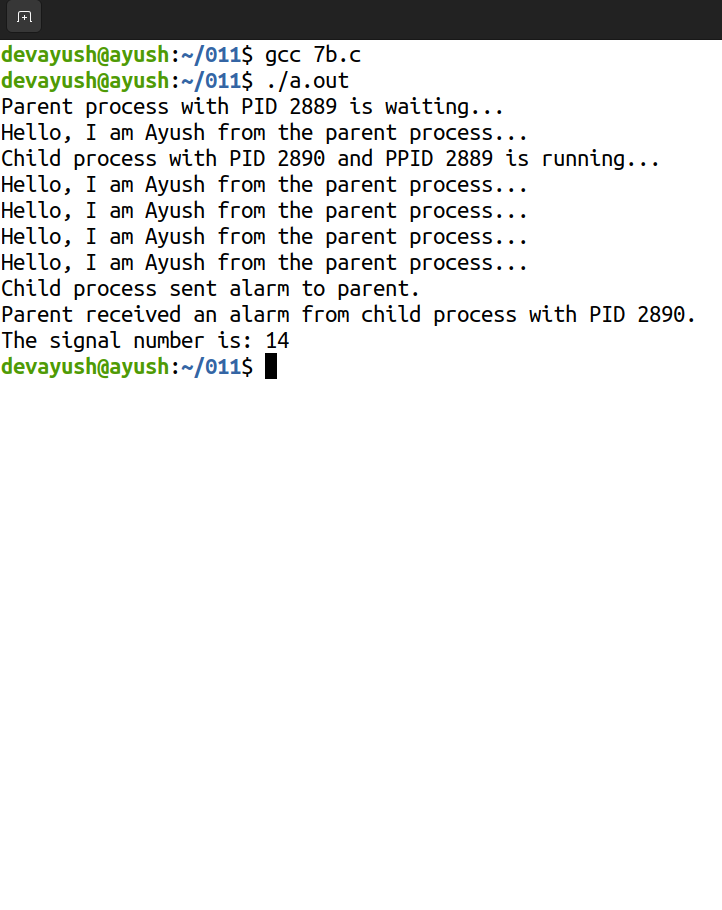 devayush@ayush:~/011$ gcc 7b.c
devayush@ayush:~/011$ ./a.out
Parent process with PID 2889 is waiting...
Hello, I am Ayush from the parent process...
Child process with PID 2890 and PPID 2889 is running...
Hello, I am Ayush from the parent process...
Hello, I am Ayush from the parent process...
Hello, I am Ayush from the parent process...
Hello, I am Ayush from the parent process...
Child process sent alarm to parent.
Parent received an alarm from child process with PID 2890.
The signal number is: 14
devayush@ayush:~/011$